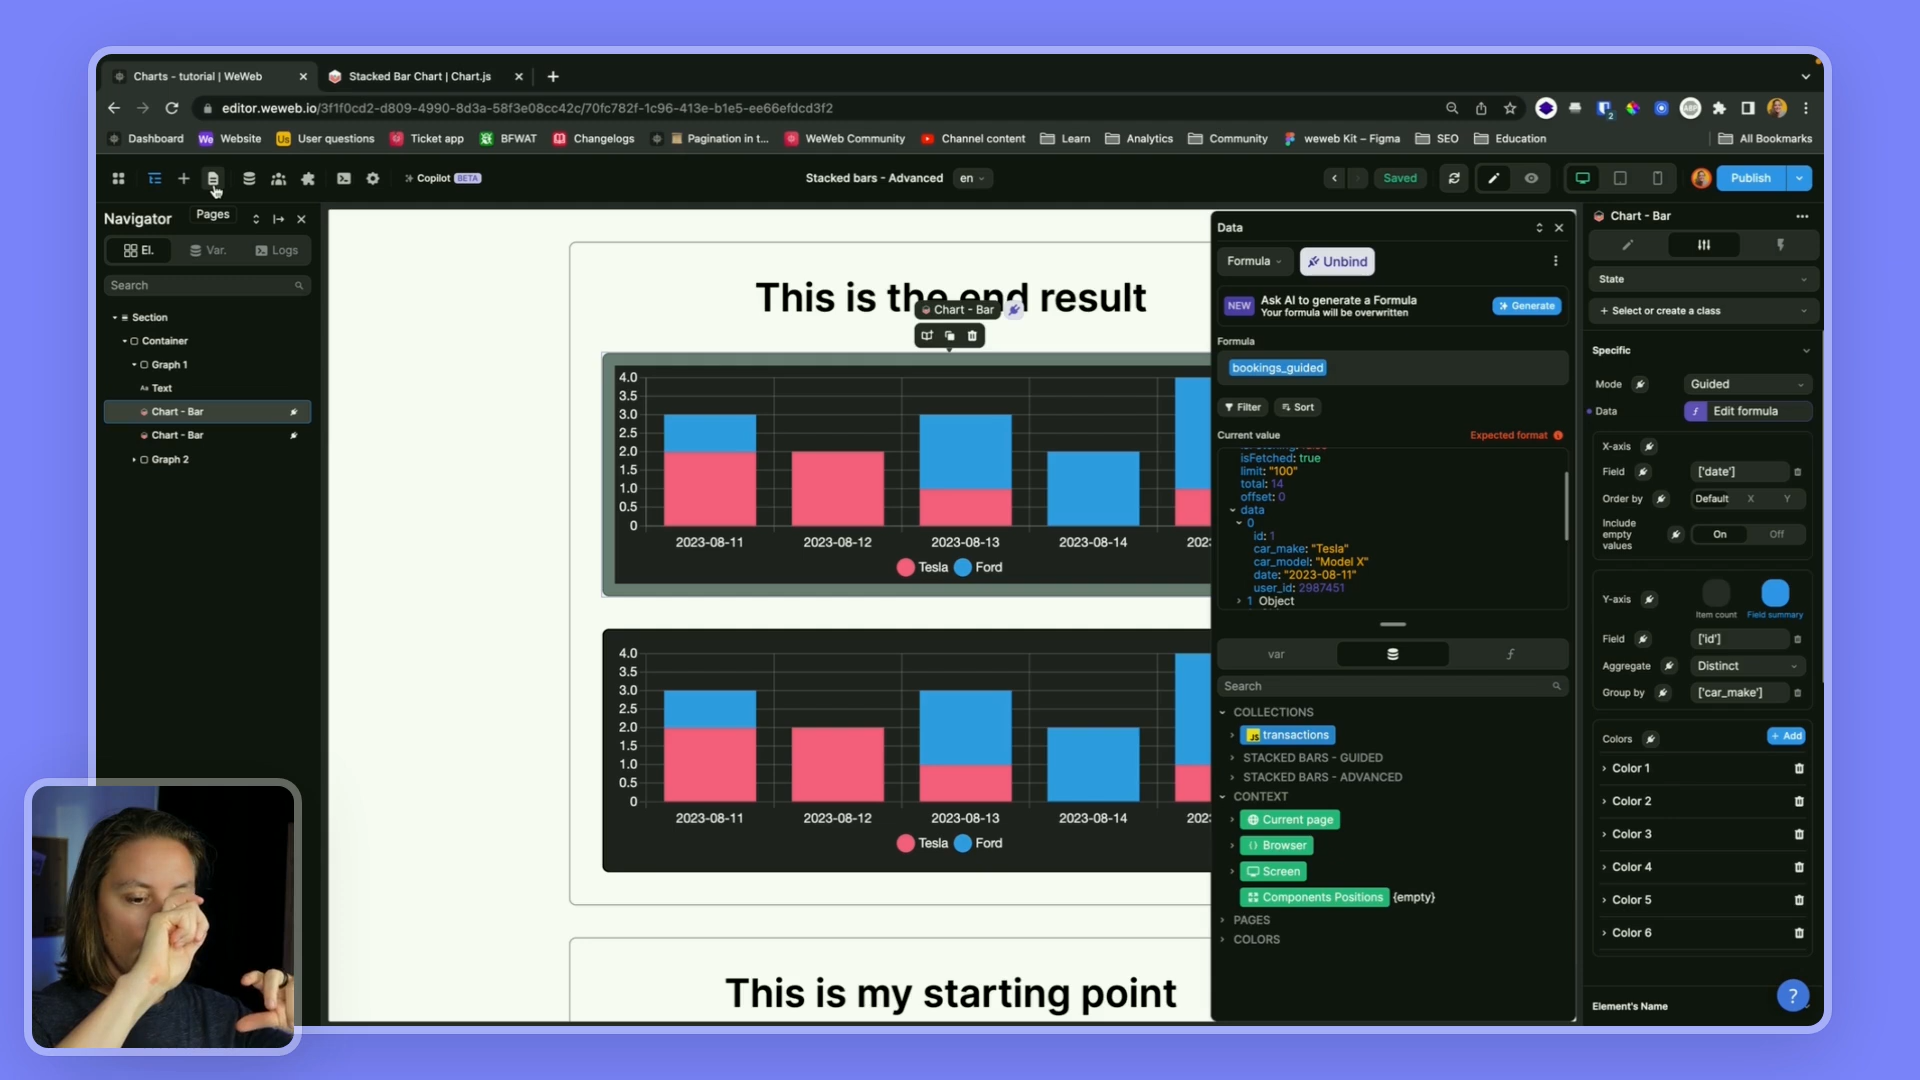 Charts - tutorial | WeWeb
Stacked Bar Chart | Chart.js
editor.weweb.io/3f1f0cd2-d809-4990-8d3a-58f3e08cc42c/70fc782f-1c96-413e-b1e5-ee66efdcd3f2
Dashboard
We Website
Us User questions
Ticket app
BFWAT
Changelogs
Pagination in t...
WeWeb Community
Channel content
Learn
Analytics
Community
weweb Kit – Figma
SEO
Education
All Bookmarks
Copilot BETA
Stacked bars - Advanced
en
Saved
Publish
Navigator
Pages
El.
Var.
Logs
Search
Section
Container
Graph 1
Aa Text
Chart - Bar
Chart - Bar
Graph 2
This is the end result
Chart - Bar
4.0
3.5
3.0
2.5
2.0
1.5
1.0
0.5
0
2023-08-11
2023-08-12
2023-08-13
2023-08-14
202
Tesla
Ford
4.0
3.5
3.0
2.5
2.0
1.5
1.0
0.5
0
2023-08-11
2023-08-12
2023-08-13
2023-08-14
202
Tesla
Ford
This is my starting point
Data
Formula
Unbind
NEW
Ask AI to generate a Formula
Your formula will be overwritten
Generate
Formula
bookings_guided
Filter
Sort
Current value
Expected format
isFetched: true
limit: "100"
total: 14
offset: 0
data
0
id: 1
car_make: "Tesla"
car_model: "Model X"
date: "2023-08-11"
user_id: 2987451
1 Object
var
f
Search
COLLECTIONS
JS transactions
STACKED BARS - GUIDED
STACKED BARS - ADVANCED
CONTEXT
Current page
Browser
Screen
Components Positions {empty}
PAGES
COLORS
Chart - Bar
State
+ Select or create a class
Specific
Mode
Guided
Data
f Edit formula
X-axis
Field
['date']
Order by
Default
X
Y
Include
empty
values
On
Off
Y-axis
Item count
Field summary
Field
['id']
Aggregate
Distinct
Group by
['car_make']
Colors
+ Add
Color 1
Color 2
Color 3
Color 4
Color 5
Color 6
Element's Name
?